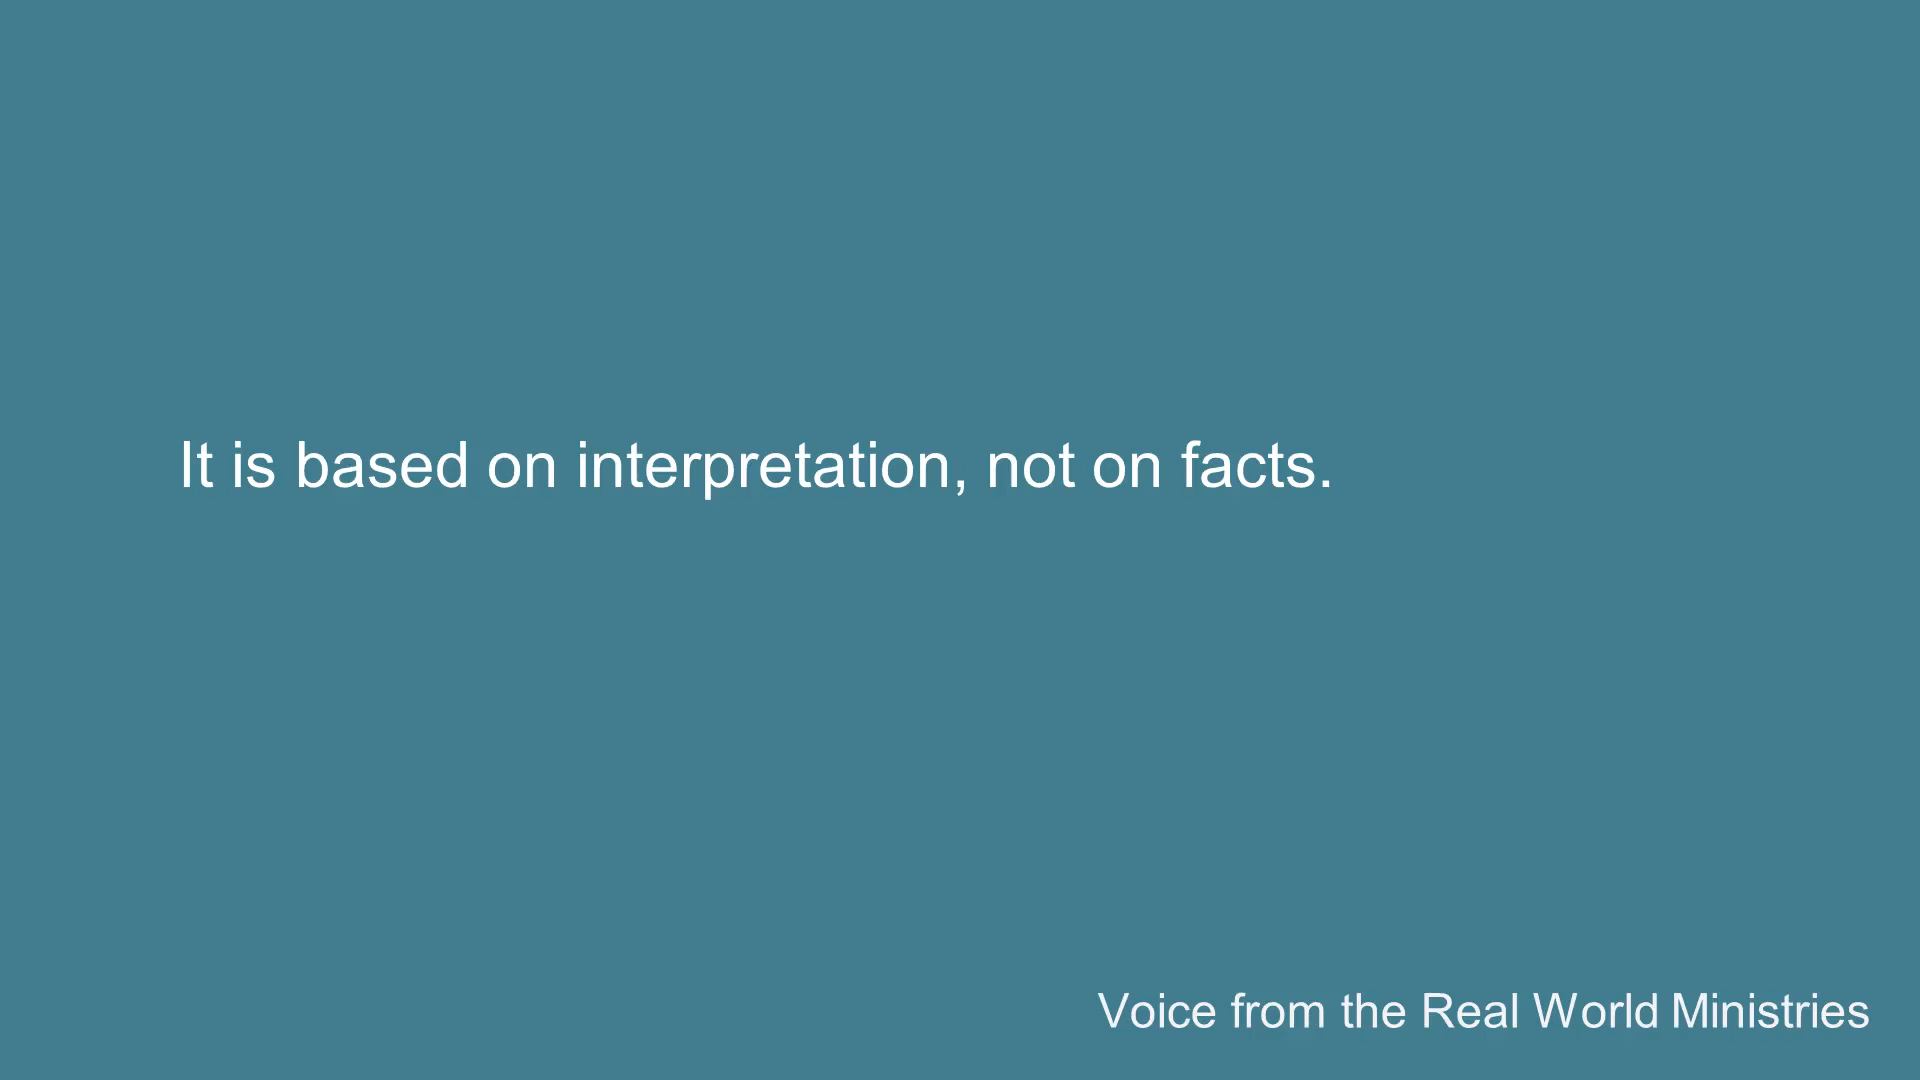 It is based on interpretation, not on facts.
Voice from the Real World Ministries